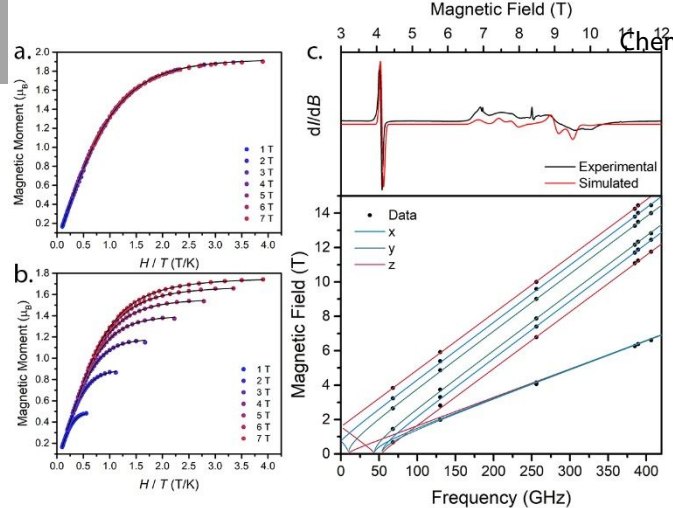 Magnetic Field (T)
3 4 5 6 7 8 9 10 11 12
Chem
a.
2.0
1.8
1.6
1.4
1.2
1.0
0.8
0.6
0.4
0.2
Magnetic Moment (μB)
1 T
2 T
3 T
4 T
5 T
6 T
7 T
0.0 0.5 1.0 1.5 2.0 2.5 3.0 3.5 4.0
H / T (T/K)
b.
1.8
1.6
1.4
1.2
1.0
0.8
0.6
0.4
0.2
Magnetic Moment (μB)
1 T
2 T
3 T
4 T
5 T
6 T
7 T
0.0 0.5 1.0 1.5 2.0 2.5 3.0 3.5 4.0
H / T (T/K)
c.
dI/dB
Experimental
Simulated
14
12
10
8
6
4
2
0
Magnetic Field (T)
Data
x
y
z
0 50 100 150 200 250 300 350 400
Frequency (GHz)